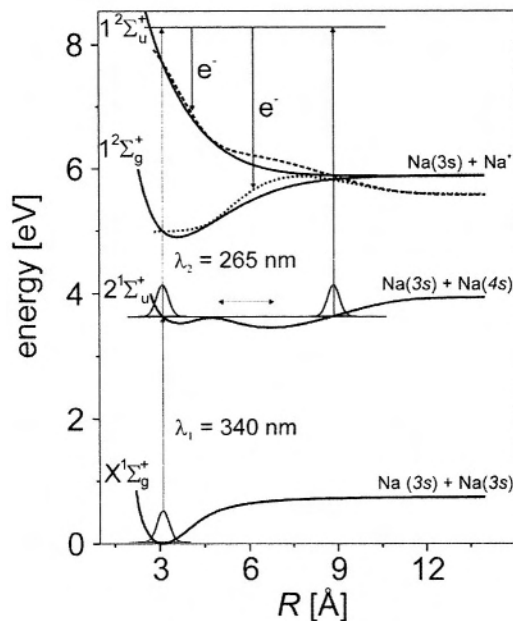 1²Σᵤ⁺
8
e⁻
e⁻
1²Σg⁺
Na(3s) + Na⁺
6
energy [eV]
λ₂ = 265 nm
2¹Σᵤ⁺
Na(3s) + Na(4s)
4
λ₁ = 340 nm
2
X¹Σg⁺
Na (3s) + Na(3s)
0
3 6 9 12
R [Å]